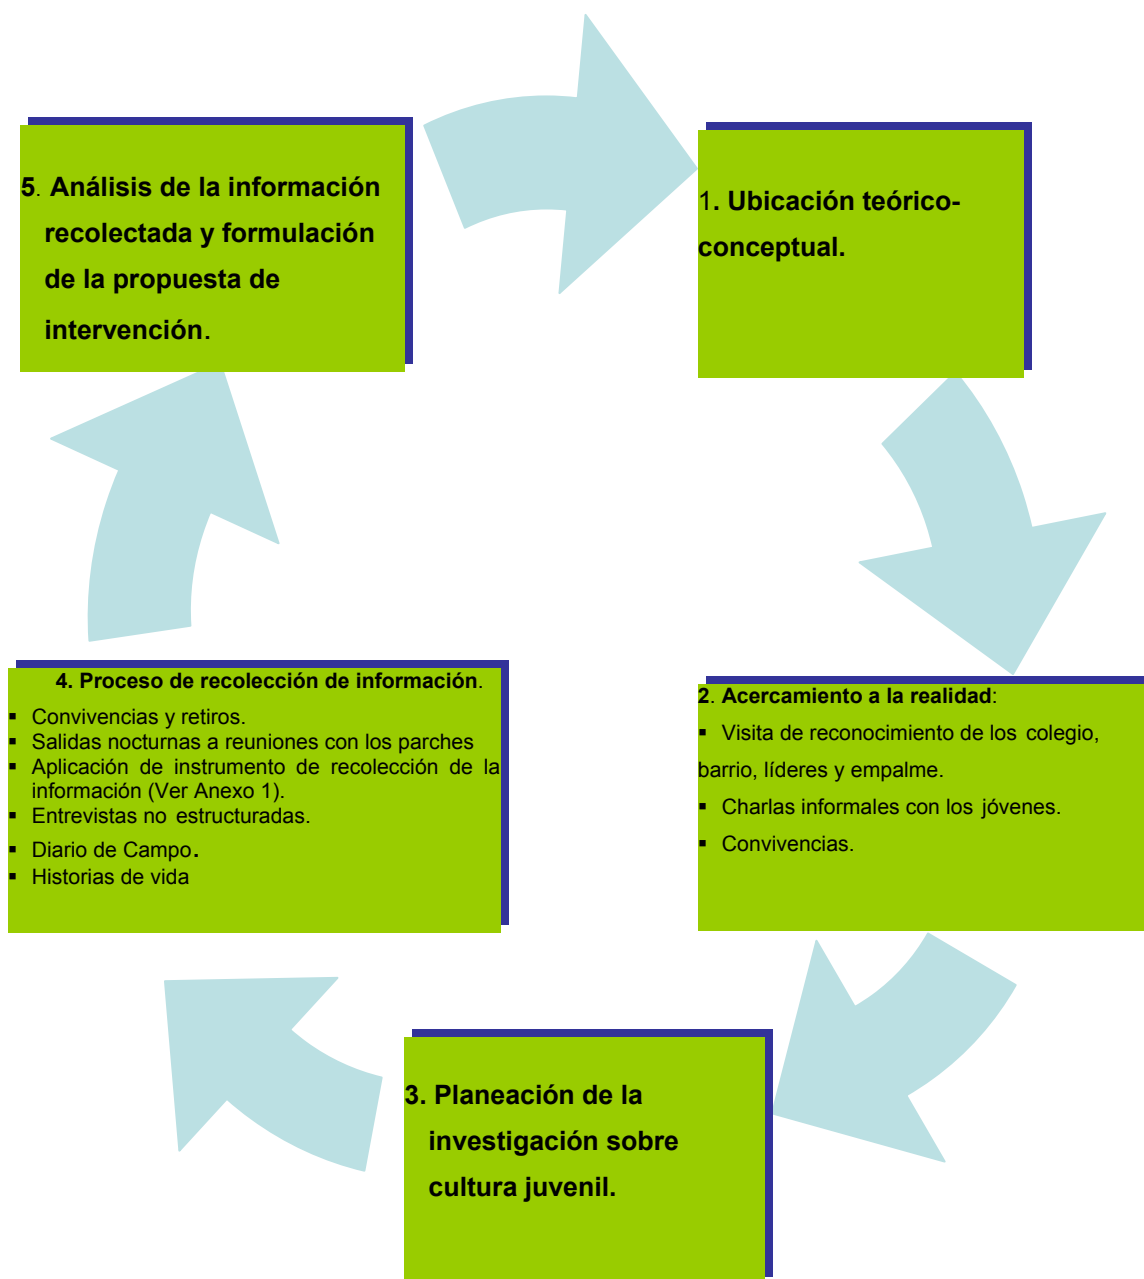 5. Análisis de la información
recolectada y formulación
de la propuesta de
intervención.
1. Ubicación teórico-
conceptual.
4. Proceso de recolección de información.
▪ Convivencias y retiros.
▪ Salidas nocturnas a reuniones con los parches
▪ Aplicación de instrumento de recolección de la
información (Ver Anexo 1).
▪ Entrevistas no estructuradas.
▪ Diario de Campo.
▪ Historias de vida
2. Acercamiento a la realidad:
▪ Visita de reconocimiento de los colegio,
barrio, líderes y empalme.
▪ Charlas informales con los jóvenes.
▪ Convivencias.
3. Planeación de la
investigación sobre
cultura juvenil.